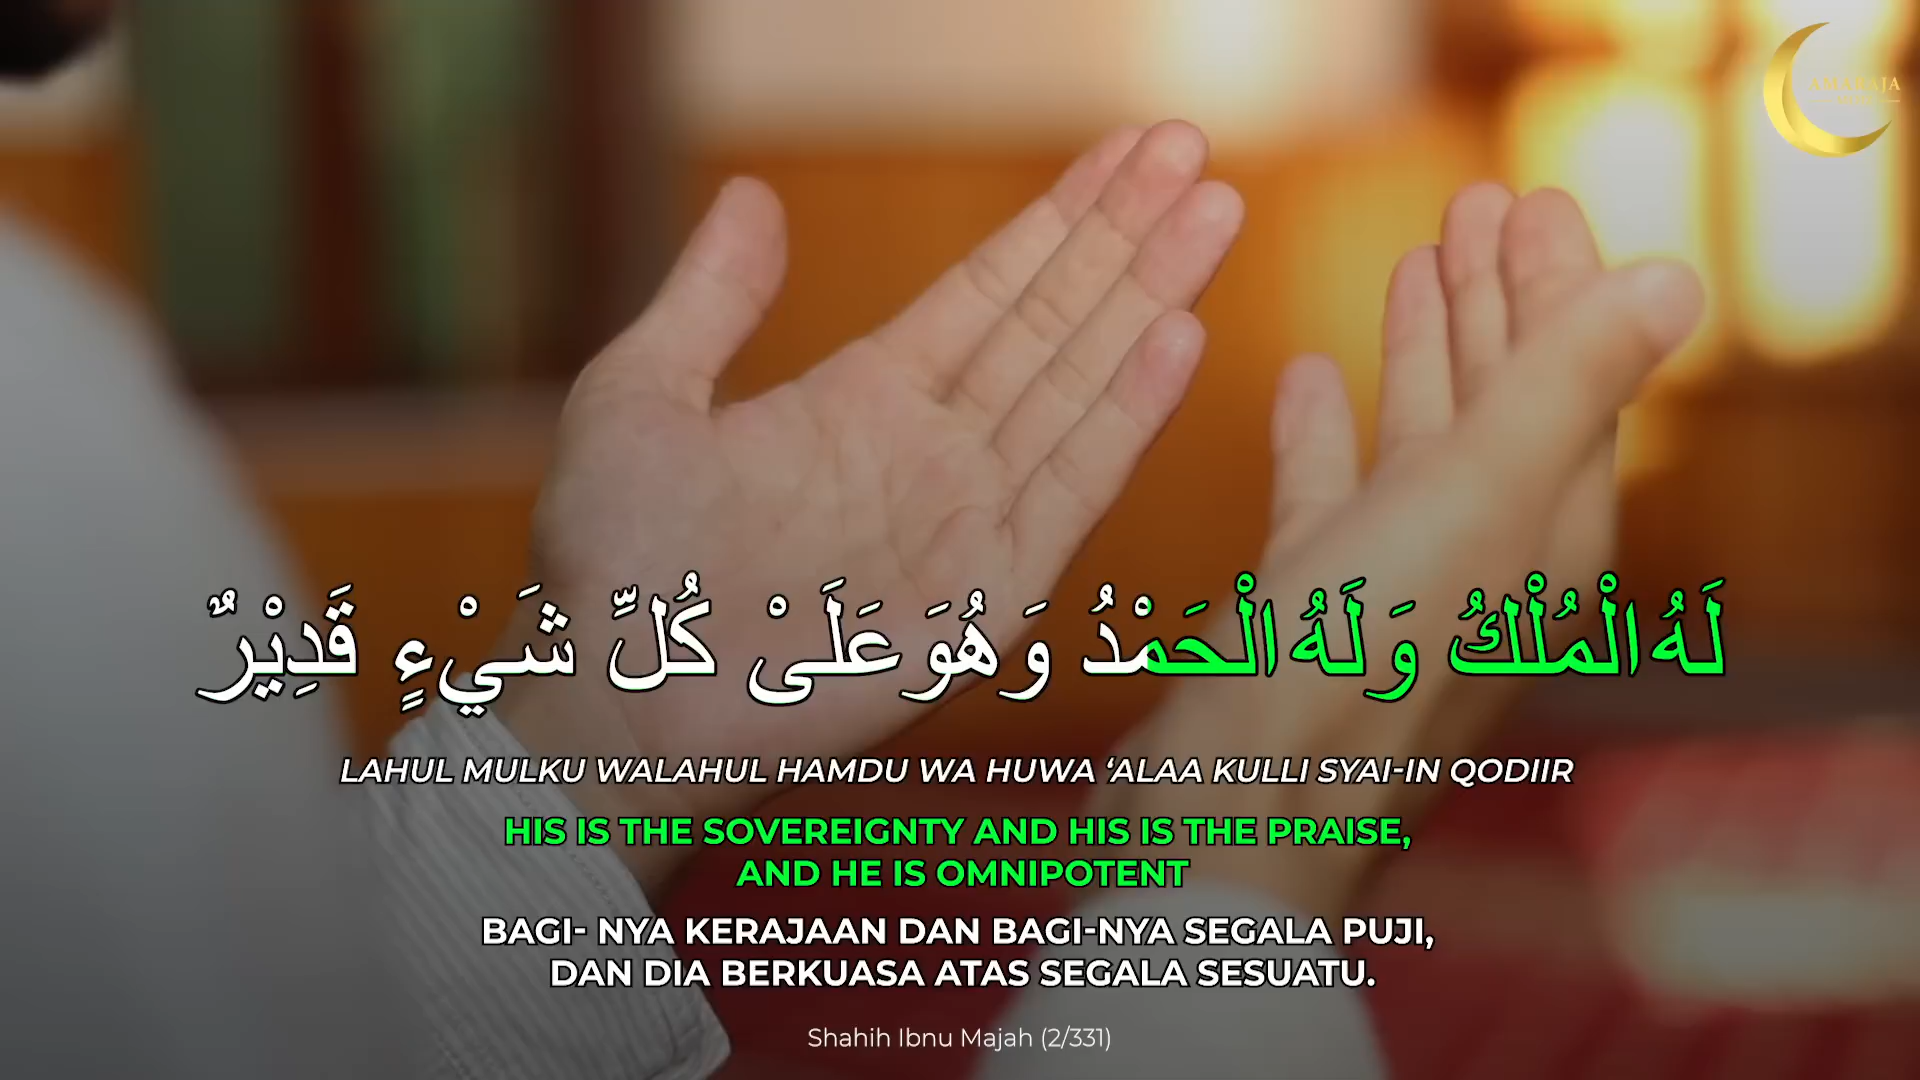 AMARAJA
لَهُ الْمُلْكُ وَلَهُ الْحَمْدُ وَهُوَ عَلَىْ كُلِّ شَيْءٍ قَدِيْرٌ
LAHUL MULKU WALAHUL HAMDU WA HUWA ‘ALAA KULLI SYAI-IN QODIIR
HIS IS THE SOVEREIGNTY AND HIS IS THE PRAISE,
AND HE IS OMNIPOTENT
BAGI- NYA KERAJAAN DAN BAGI-NYA SEGALA PUJI,
DAN DIA BERKUASA ATAS SEGALA SESUATU.
Shahih Ibnu Majah (2/331)